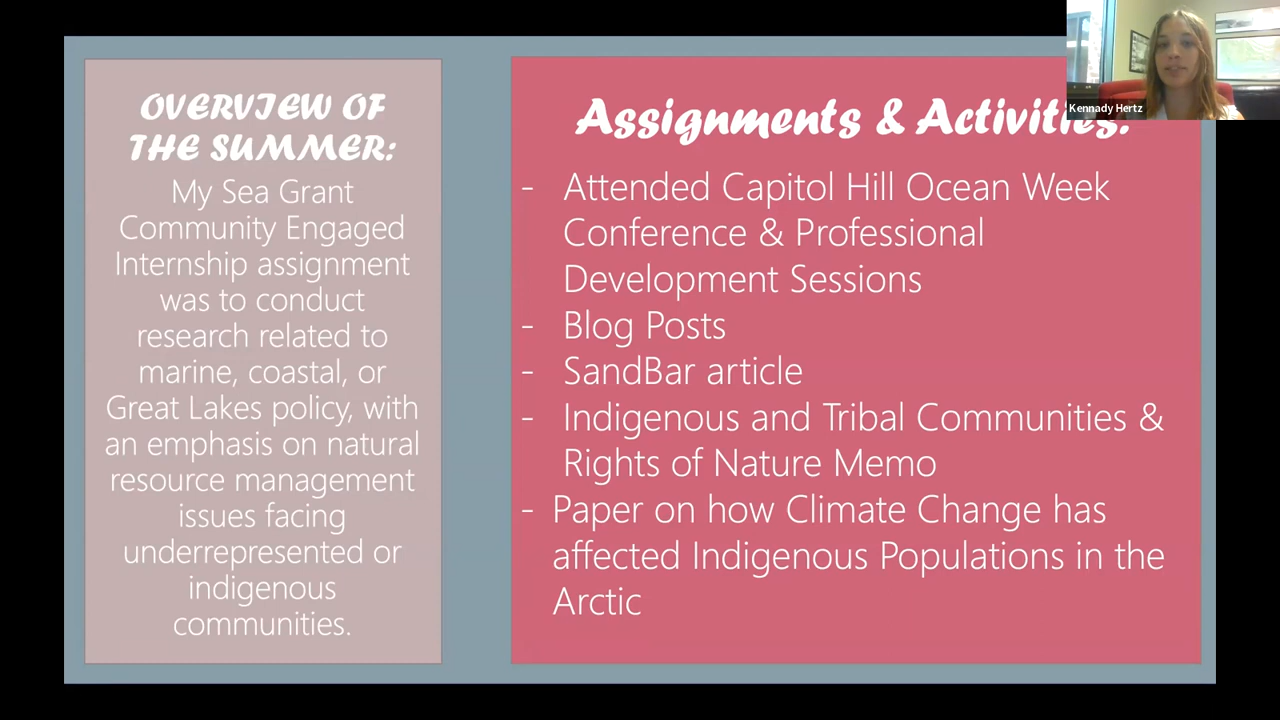 OVERVIEW OF
THE SUMMER:
My Sea Grant
Community Engaged
Internship assignment
was to conduct
research related to
marine, coastal, or
Great Lakes policy, with
an emphasis on natural
resource management
issues facing
underrepresented or
indigenous
communities.
Assignments & Activities:
- Attended Capitol Hill Ocean Week
Conference & Professional
Development Sessions
- Blog Posts
- SandBar article
- Indigenous and Tribal Communities &
Rights of Nature Memo
- Paper on how Climate Change has
affected Indigenous Populations in the
Arctic
Kennady Hertz